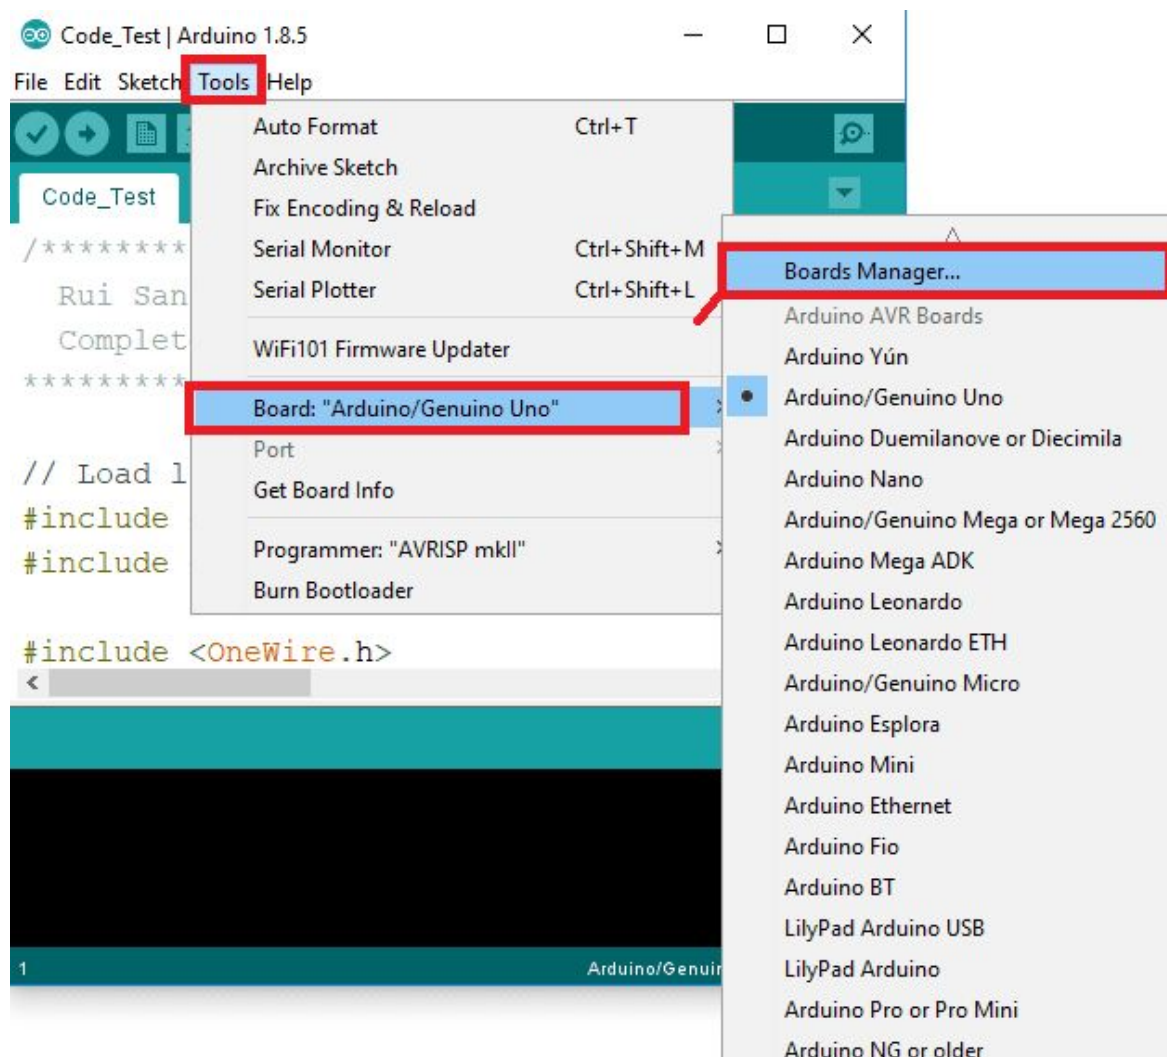 Code_Test | Arduino 1.8.5
File Edit Sketch Tools Help
Auto Format Ctrl+T
Archive Sketch
Code_Test
Fix Encoding & Reload
/********
Serial Monitor Ctrl+Shift+M
Rui San
Serial Plotter Ctrl+Shift+L
Complet
WiFi101 Firmware Updater
*********
Board: "Arduino/Genuino Uno"
Port
// Load l
Get Board Info
#include
Programmer: "AVRISP mkII"
#include
Burn Bootloader
#include <OneWire.h>
1 Arduino/Genuin
Boards Manager...
Arduino AVR Boards
Arduino Yún
Arduino/Genuino Uno
Arduino Duemilanove or Diecimila
Arduino Nano
Arduino/Genuino Mega or Mega 2560
Arduino Mega ADK
Arduino Leonardo
Arduino Leonardo ETH
Arduino/Genuino Micro
Arduino Esplora
Arduino Mini
Arduino Ethernet
Arduino Fio
Arduino BT
LilyPad Arduino USB
LilyPad Arduino
Arduino Pro or Pro Mini
Arduino NG or older